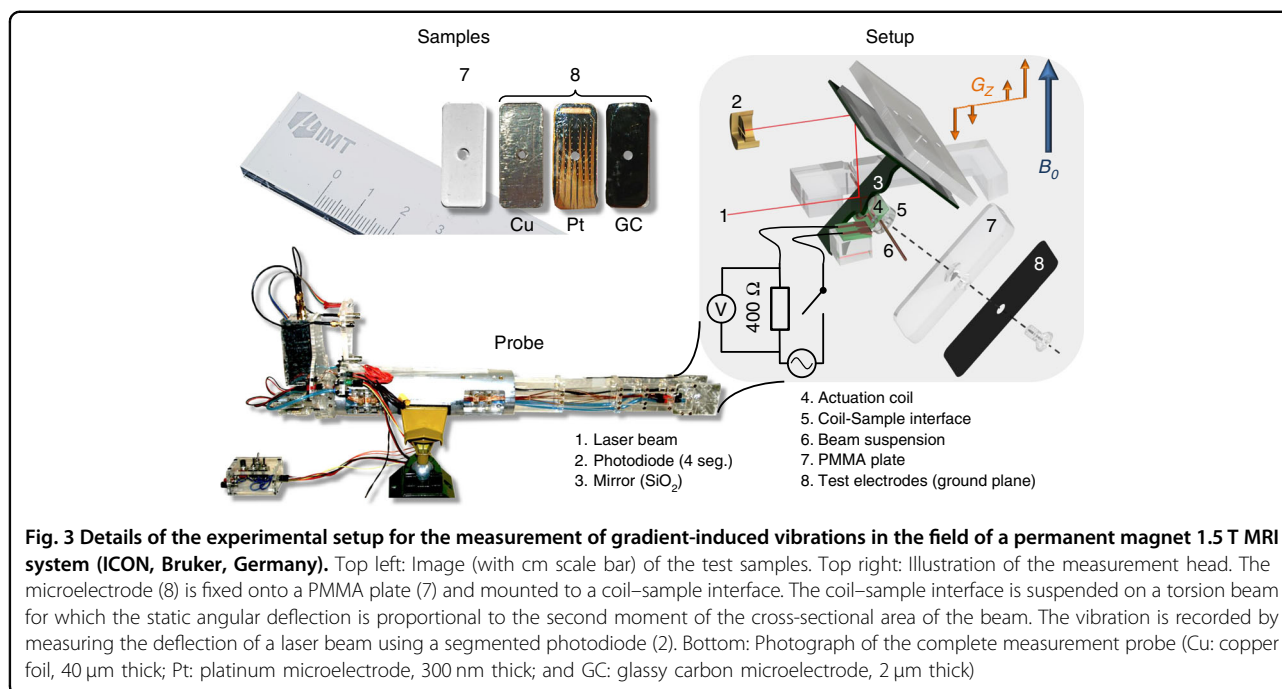 Samples
7
8
IMT
0
1
2
3
Cu
Pt
GC
Setup
2
G_Z
B_0
3
1
4
5
6
7
8
V
400 Ω
Probe
1. Laser beam
2. Photodiode (4 seg.)
3. Mirror (SiO₂)
4. Actuation coil
5. Coil-Sample interface
6. Beam suspension
7. PMMA plate
8. Test electrodes (ground plane)
Fig. 3 Details of the experimental setup for the measurement of gradient-induced vibrations in the field of a permanent magnet 1.5 T MRI
system (ICON, Bruker, Germany). Top left: Image (with cm scale bar) of the test samples. Top right: Illustration of the measurement head. The
microelectrode (8) is fixed onto a PMMA plate (7) and mounted to a coil–sample interface. The coil–sample interface is suspended on a torsion beam
for which the static angular deflection is proportional to the second moment of the cross-sectional area of the beam. The vibration is recorded by
measuring the deflection of a laser beam using a segmented photodiode (2). Bottom: Photograph of the complete measurement probe (Cu: copper
foil, 40 µm thick; Pt: platinum microelectrode, 300 nm thick; and GC: glassy carbon microelectrode, 2 µm thick)